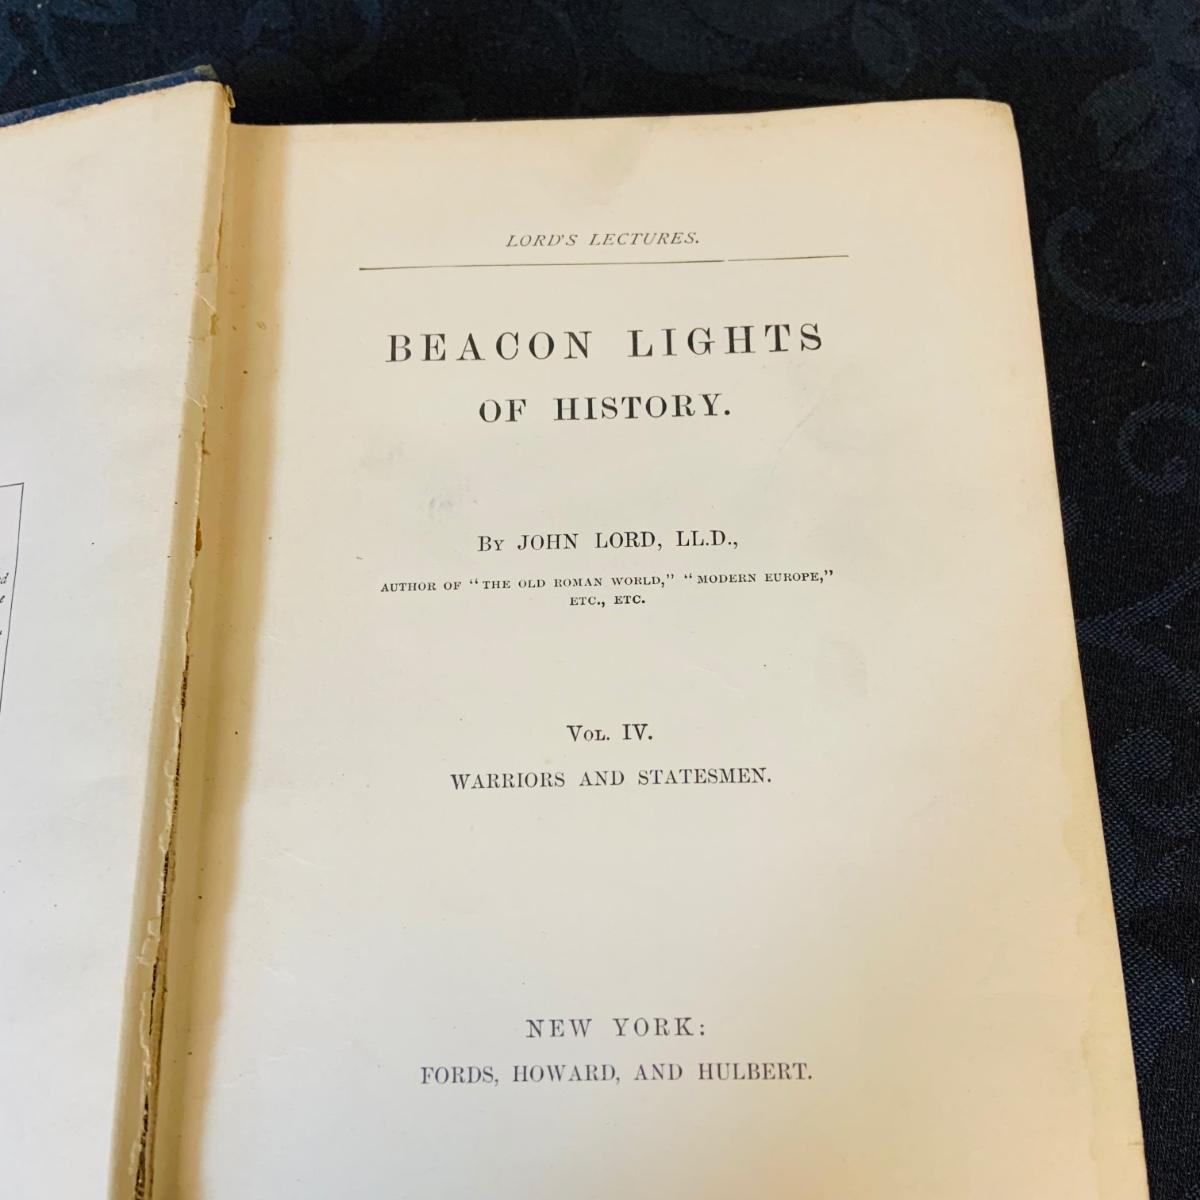 LORD'S LECTURES.
BEACON LIGHTS
OF HISTORY.
BY JOHN LORD, LL.D.,
AUTHOR OF "THE OLD ROMAN WORLD," "MODERN EUROPE,"
ETC., ETC.
VOL. IV.
WARRIORS AND STATESMEN.
NEW YORK:
FORDS, HOWARD, AND HULBERT.